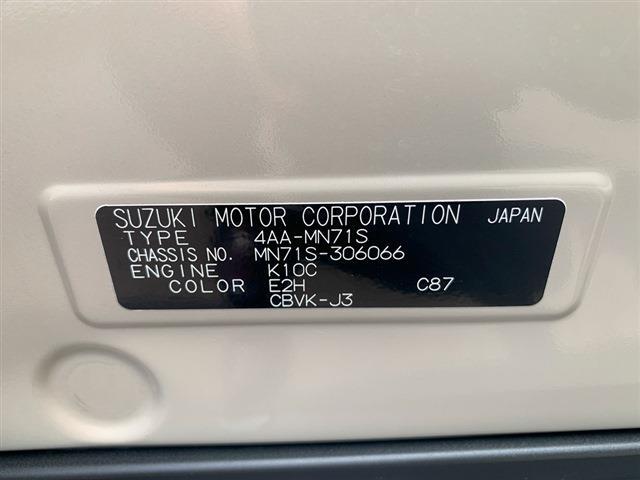 SUZUKI MOTOR CORPORATION JAPAN
TYPE 4AA-MN71S
CHASSIS NO. MN71S-306066
ENGINE K10C
COLOR E2H C87
CBVK-J3